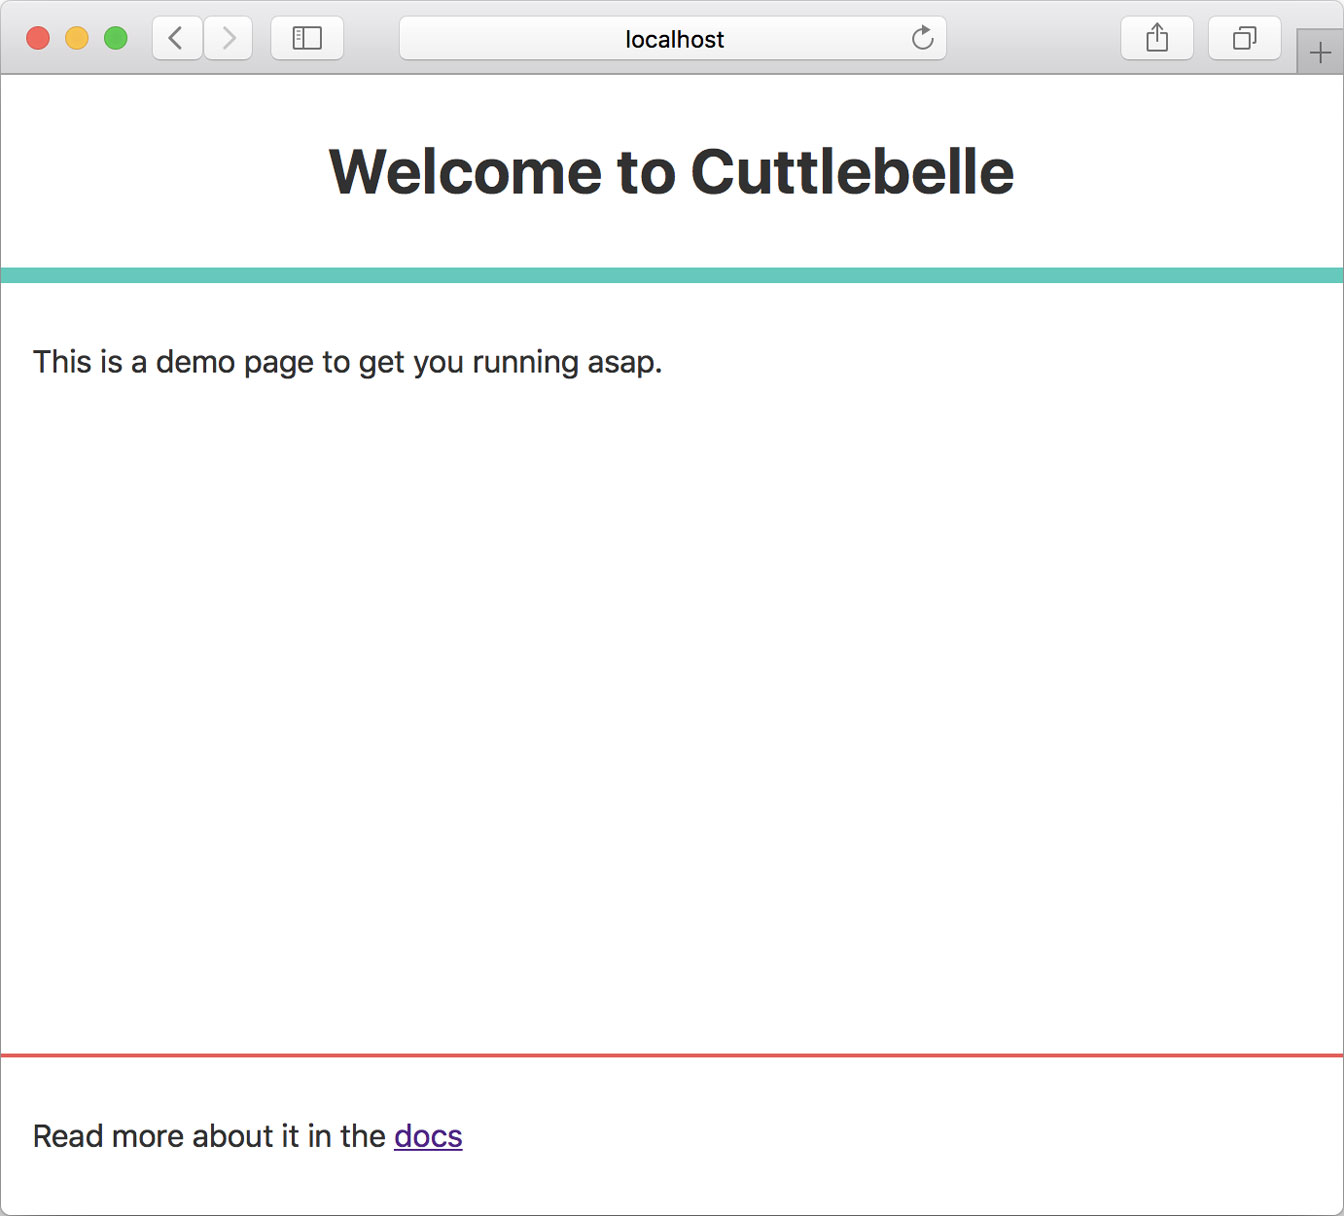 localhost
Welcome to Cuttlebelle
This is a demo page to get you running asap.
Read more about it in the docs